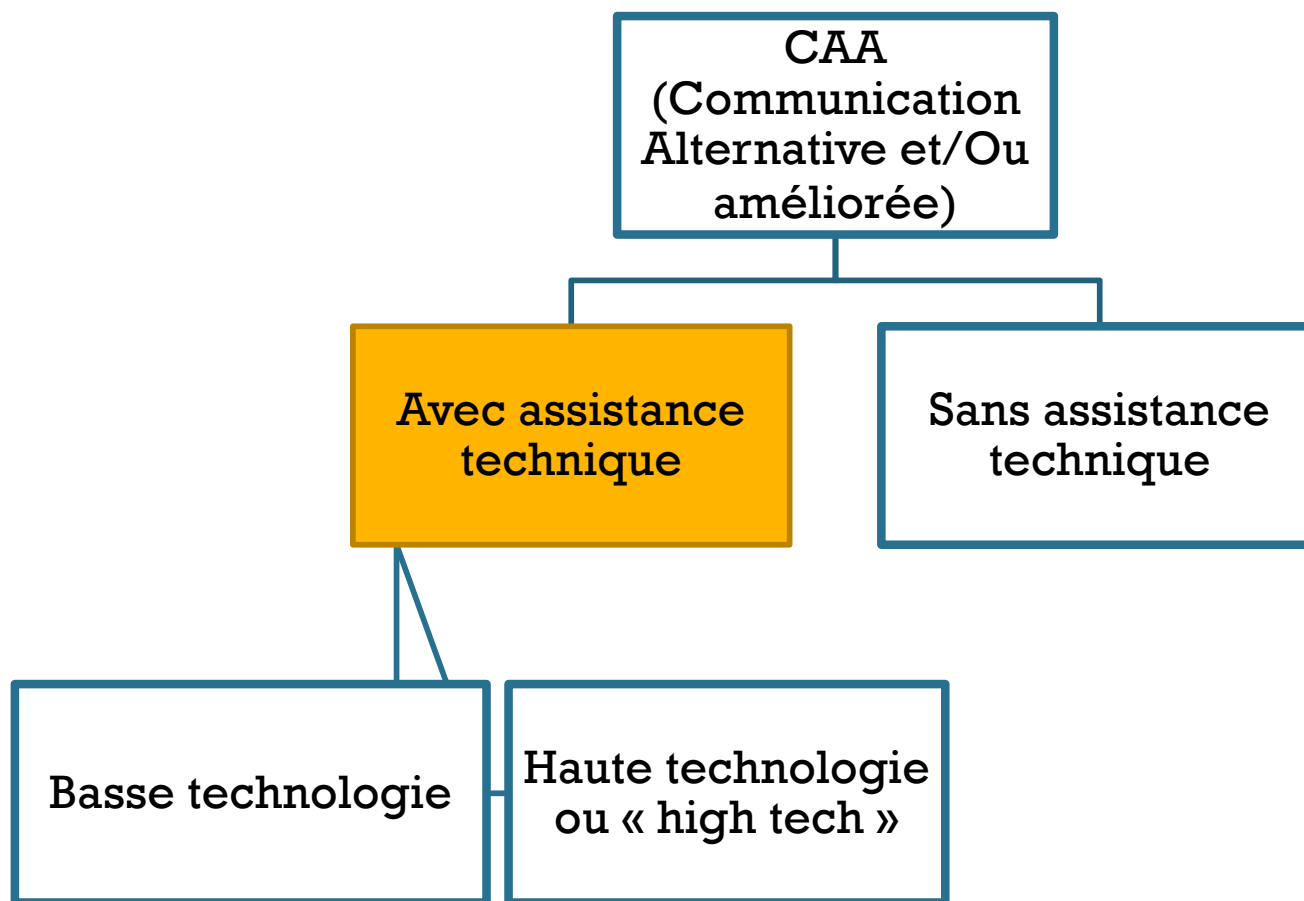 CAA
(Communication
Alternative et/Ou
améliorée)
Avec assistance
technique
Sans assistance
technique
Basse technologie
Haute technologie
ou « high tech »